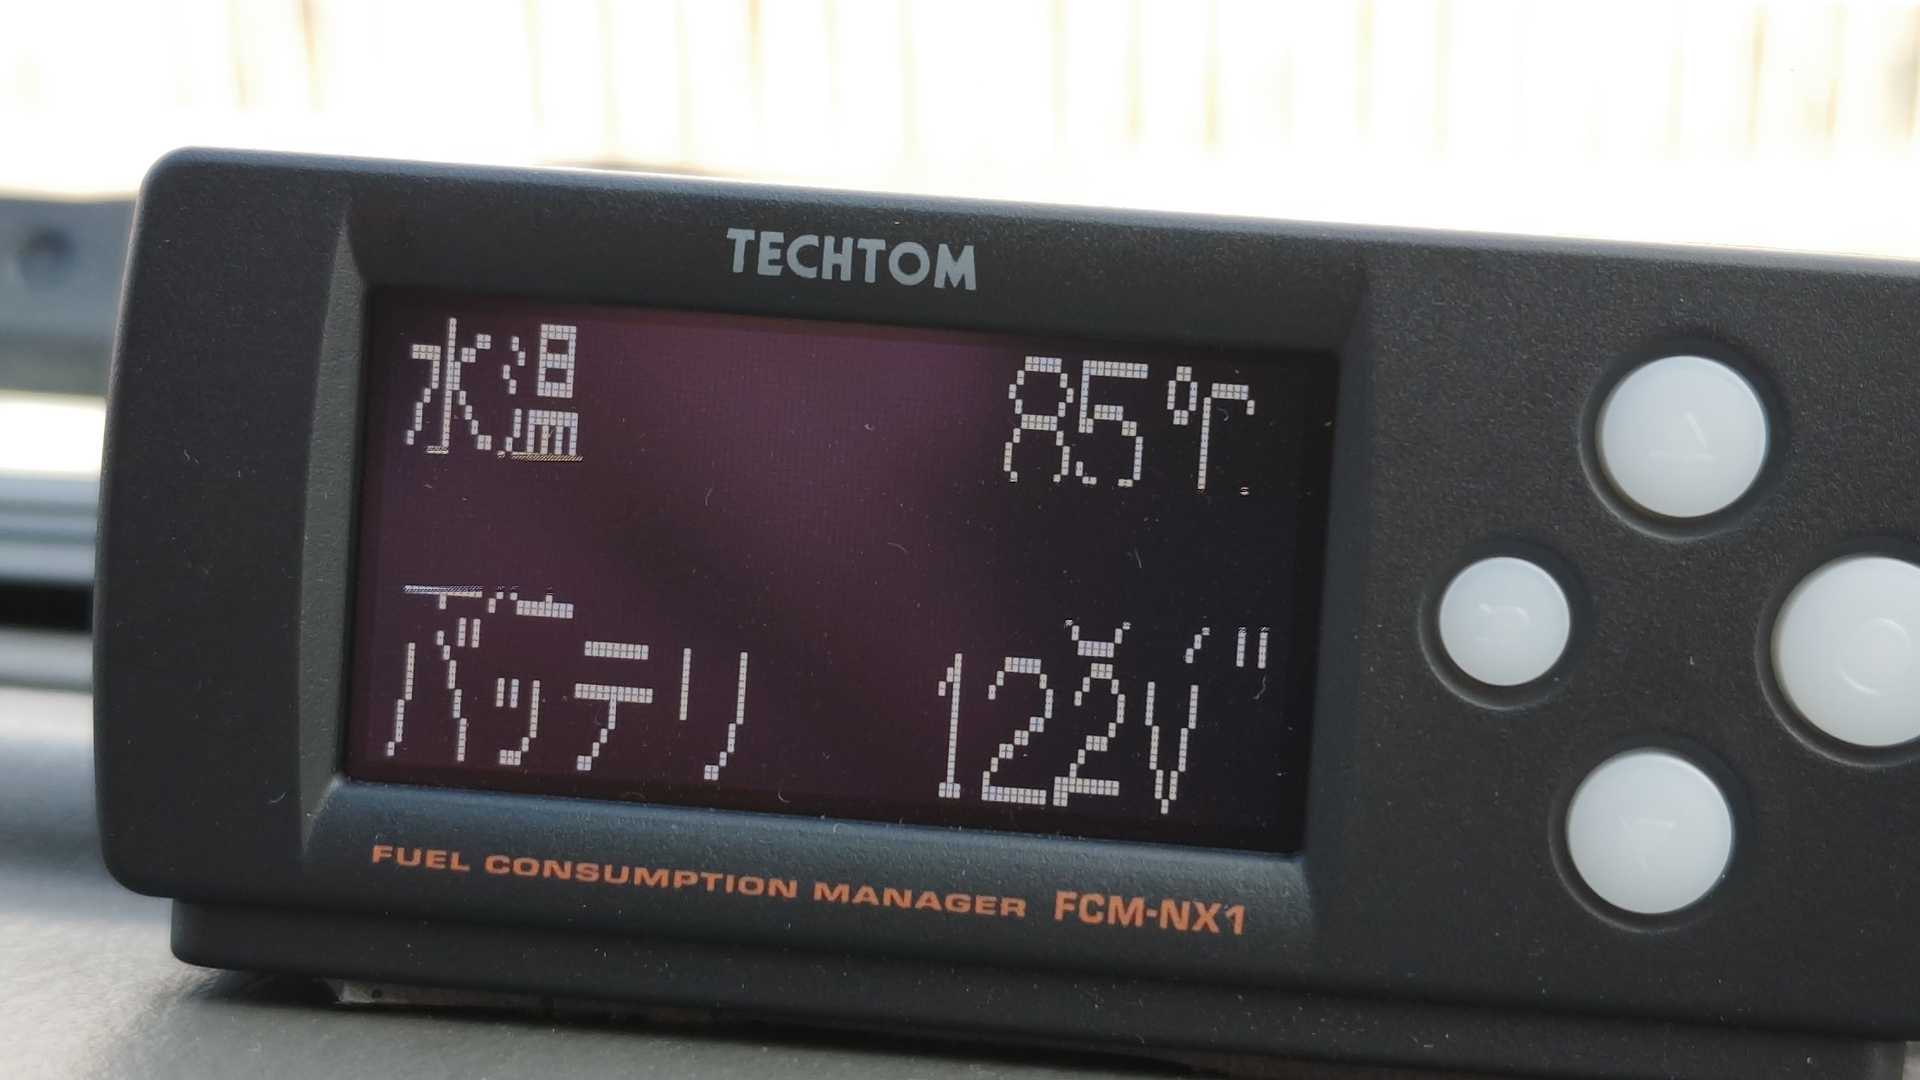 TECHTOM
水温 85℃
バッテリ 12.2V
FUEL CONSUMPTION MANAGER FCM-NX1